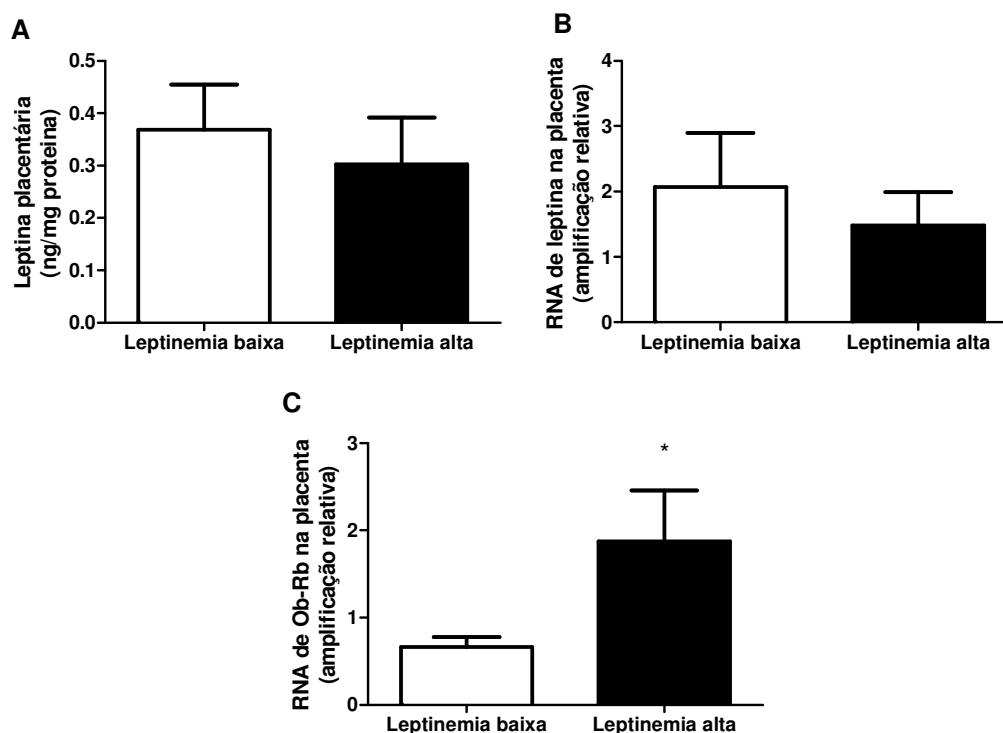 A
Leptina placentária
(ng/mg proteina)
0.5
0.4
0.3
0.2
0.1
0.0
Leptinemia baixa
Leptinemia alta
B
RNA de leptina na placenta
(amplificação relativa)
4
3
2
1
0
Leptinemia baixa
Leptinemia alta
C
RNA de Ob-Rb na placenta
(amplificação relativa)
3
2
1
0
*
Leptinemia baixa
Leptinemia alta